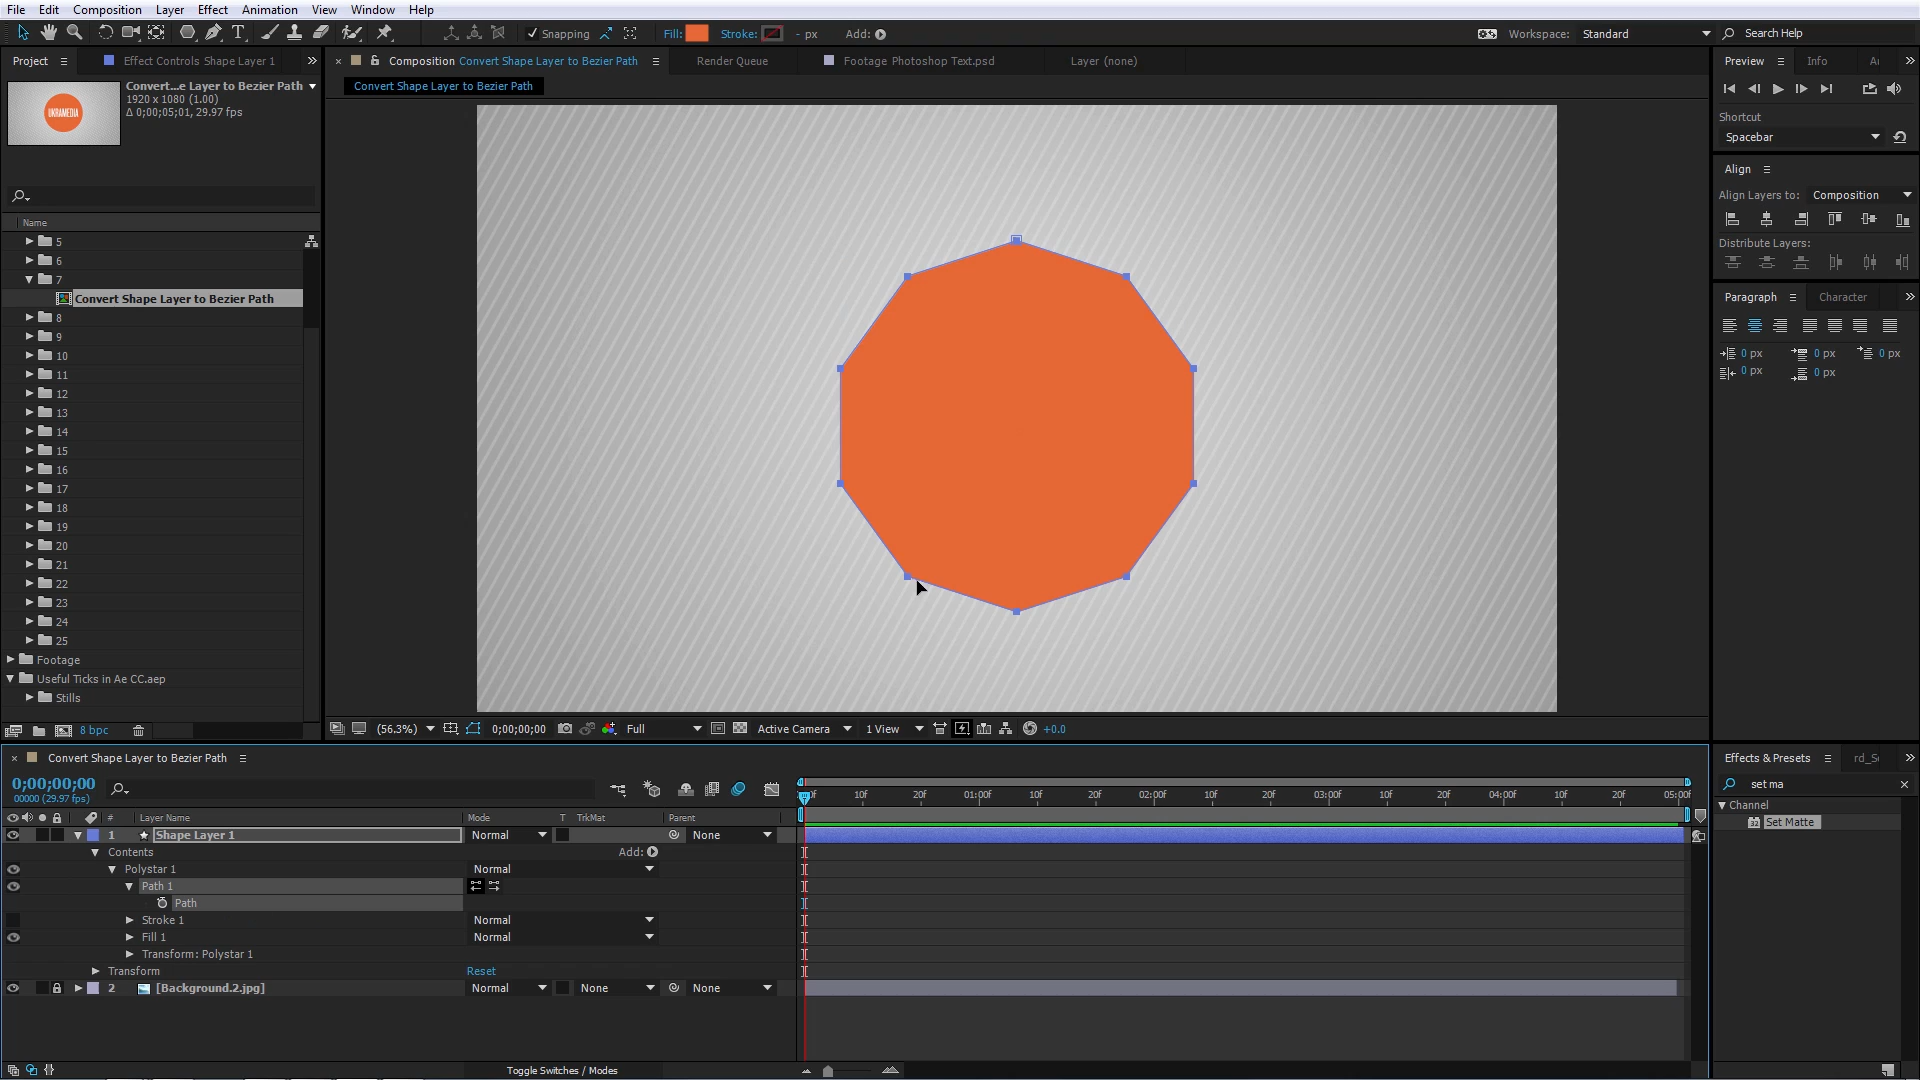 File Edit Composition Layer Effect Animation View Window Help
Snapping Fill: Stroke: - px Add: Workspace: Standard Search Help
Project Effect Controls Shape Layer 1
Composition Convert Shape Layer to Bezier Path Render Queue Footage Photoshop Text.psd Layer (none)
Preview Info
Convert Shape Layer to Bezier Path
Convert...e Layer to Bezier Path
1920 x 1080 (1.00)
Δ 0;00;05;01, 29.97 fps
UKRAMEDIA
Shortcut
Spacebar
Align
Align Layers to: Composition
Distribute Layers:
Paragraph Character
0 px 0 px 0 px
0 px 0 px
Name
5
6
7
Convert Shape Layer to Bezier Path
8
9
10
11
12
13
14
15
16
17
18
19
20
21
22
23
24
25
Footage
Useful Ticks in Ae CC.aep
Stills
8 bpc
(56.3%) 0;00;00;00 Full Active Camera 1 View +0.0
Convert Shape Layer to Bezier Path
0;00;00;00
00000 (29.97 fps)
10f 20f 01:00f 10f 20f 02:00f 10f 20f 03:00f 10f 20f 04:00f 10f 20f 05:00f
# Layer Name Mode T TrkMat Parent
1 Shape Layer 1 Normal None
Contents Add:
Polystar 1 Normal
Path 1
Path
Stroke 1 Normal
Fill 1 Normal
Transform: Polystar 1
Transform Reset
2 [Background.2.jpg] Normal None None
Toggle Switches / Modes
Effects & Presets
set ma
Channel
32 Set Matte